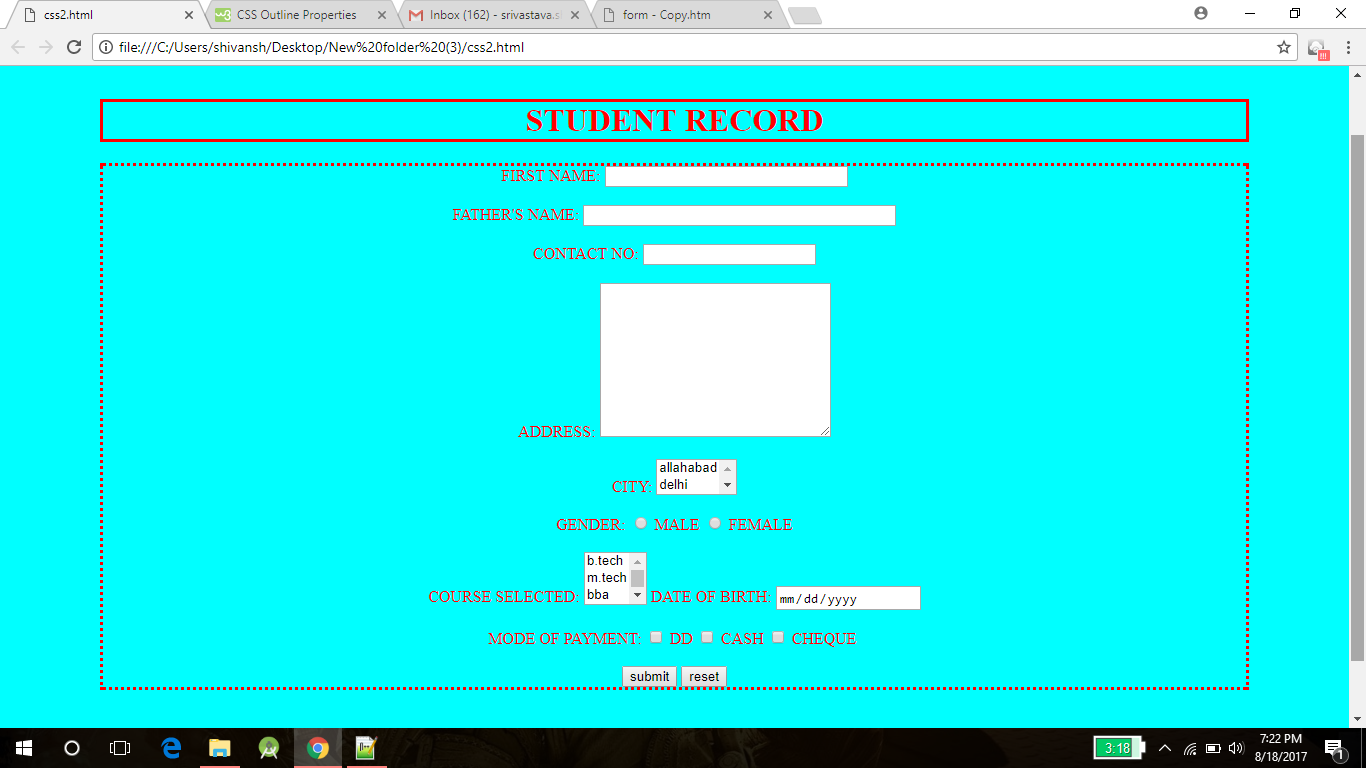 css2.html
CSS Outline Properties
Inbox (162) - srivastava.s
form - Copy.htm
file:///C:/Users/shivansh/Desktop/New%20folder%20(3)/css2.html
STUDENT RECORD
FIRST NAME:
FATHER'S NAME:
CONTACT NO:
ADDRESS:
allahabad
delhi
CITY:
GENDER: MALE FEMALE
b.tech
m.tech
bba
COURSE SELECTED: DATE OF BIRTH: mm/dd/yyyy
MODE OF PAYMENT: DD CASH CHEQUE
submit reset
3:18
7:22 PM
8/18/2017
1